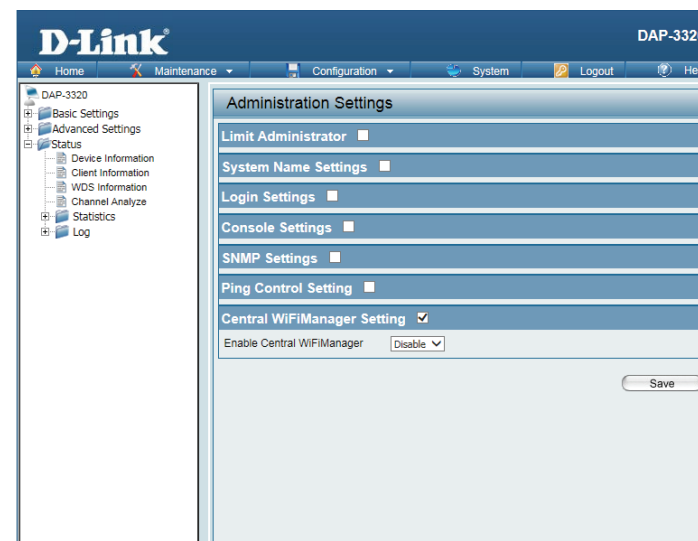 D-Link
DAP-332
Home Maintenance Configuration System Logout
DAP-3320
Basic Settings
Advanced Settings
Status
Device Information
Client Information
WDS Information
Channel Analyze
Statistics
Log
Administration Settings
Limit Administrator
System Name Settings
Login Settings
Console Settings
SNMP Settings
Ping Control Setting
Central WiFiManager Setting
Enable Central WiFiManager Disable
Save